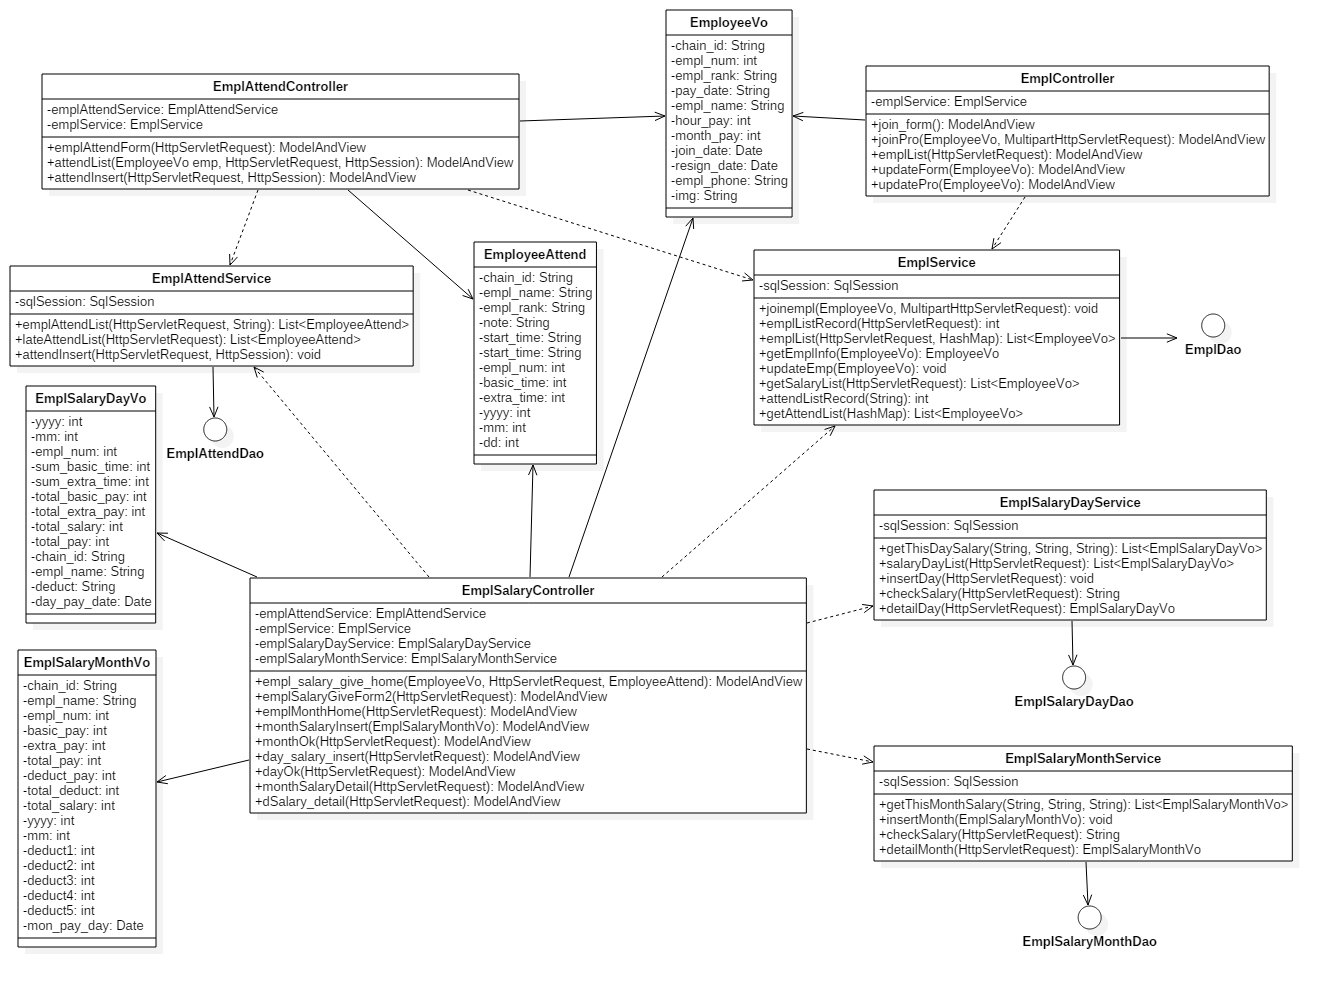 EmployeeVo
-chain_id: String
-empl_num: int
-empl_rank: String
-pay_date: String
-empl_name: String
-hour_pay: int
-month_pay: int
-join_date: Date
-resign_date: Date
-empl_phone: String
-img: String
EmplAttendController
-emplAttendService: EmplAttendService
-emplService: EmplService
+emplAttendForm(HttpServletRequest): ModelAndView
+attendList(EmployeeVo emp, HttpServletRequest, HttpSession): ModelAndView
+attendInsert(HttpServletRequest, HttpSession): ModelAndView
EmplController
-emplService: EmplService
+join_form(): ModelAndView
+joinPro(EmployeeVo, MultipartHttpServletRequest): ModelAndView
+emplList(HttpServletRequest): ModelAndView
+updateForm(EmployeeVo): ModelAndView
+updatePro(EmployeeVo): ModelAndView
EmplAttendService
-sqlSession: SqlSession
+emplAttendList(HttpServletRequest, String): List<EmployeeAttend>
+lateAttendList(HttpServletRequest): List<EmployeeAttend>
+attendInsert(HttpServletRequest, HttpSession): void
EmployeeAttend
-chain_id: String
-empl_name: String
-empl_rank: String
-note: String
-start_time: String
-start_time: String
-empl_num: int
-basic_time: int
-extra_time: int
-yyyy: int
-mm: int
-dd: int
EmplService
-sqlSession: SqlSession
+joinempl(EmployeeVo, MultipartHttpServletRequest): void
+emplListRecord(HttpServletRequest): int
+emplList(HttpServletRequest, HashMap): List<EmployeeVo>
+getEmplInfo(EmployeeVo): EmployeeVo
+updateEmp(EmployeeVo): void
+getSalaryList(HttpServletRequest): List<EmployeeVo>
+attendListRecord(String): int
+getAttendList(HashMap): List<EmployeeVo>
EmplDao
EmplSalaryDayVo
-yyyy: int
-mm: int
-empl_num: int
-sum_basic_time: int
-sum_extra_time: int
-total_basic_pay: int
-total_extra_pay: int
-total_salary: int
-total_pay: int
-chain_id: String
-empl_name: String
-deduct: String
-day_pay_date: Date
EmplAttendDao
EmplSalaryDayService
-sqlSession: SqlSession
+getThisDaySalary(String, String, String): List<EmplSalaryDayVo>
+salaryDayList(HttpServletRequest): List<EmplSalaryDayVo>
+insertDay(HttpServletRequest): void
+checkSalary(HttpServletRequest): String
+detailDay(HttpServletRequest): EmplSalaryDayVo
EmplSalaryController
-emplAttendService: EmplAttendService
-emplService: EmplService
-emplSalaryDayService: EmplSalaryDayService
-emplSalaryMonthService: EmplSalaryMonthService
+empl_salary_give_home(EmployeeVo, HttpServletRequest, EmployeeAttend): ModelAndView
+emplSalaryGiveForm2(HttpServletRequest): ModelAndView
+emplMonthHome(HttpServletRequest): ModelAndView
+monthSalaryInsert(EmplSalaryMonthVo): ModelAndView
+monthOk(HttpServletRequest): ModelAndView
+day_salary_insert(HttpServletRequest): ModelAndView
+dayOk(HttpServletRequest): ModelAndView
+monthSalaryDetail(HttpServletRequest): ModelAndView
+dSalary_detail(HttpServletRequest): ModelAndView
EmplSalaryMonthVo
-chain_id: String
-empl_name: String
-empl_num: int
-basic_pay: int
-extra_pay: int
-total_pay: int
-deduct_pay: int
-total_deduct: int
-total_salary: int
-yyyy: int
-mm: int
-deduct1: int
-deduct2: int
-deduct3: int
-deduct4: int
-deduct5: int
-mon_pay_day: Date
EmplSalaryDayDao
EmplSalaryMonthService
-sqlSession: SqlSession
+getThisMonthSalary(String, String, String): List<EmplSalaryMonthVo>
+insertMonth(EmplSalaryMonthVo): void
+checkSalary(HttpServletRequest): String
+detailMonth(HttpServletRequest): EmplSalaryMonthVo
EmplSalaryMonthDao